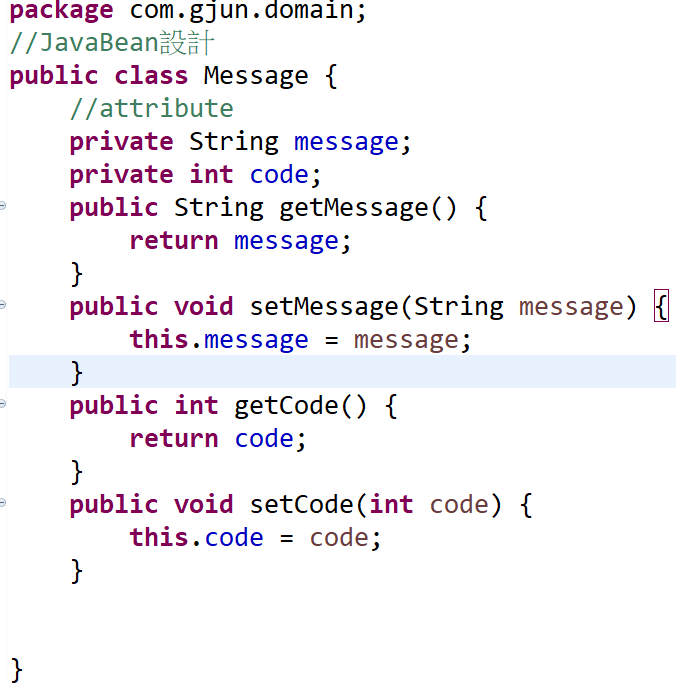 package com.gjun.domain;
//JavaBean設計
public class Message {
    //attribute
    private String message;
    private int code;
    public String getMessage() {
        return message;
    }
    public void setMessage(String message) {
        this.message = message;
    }
    public int getCode() {
        return code;
    }
    public void setCode(int code) {
        this.code = code;
    }
}